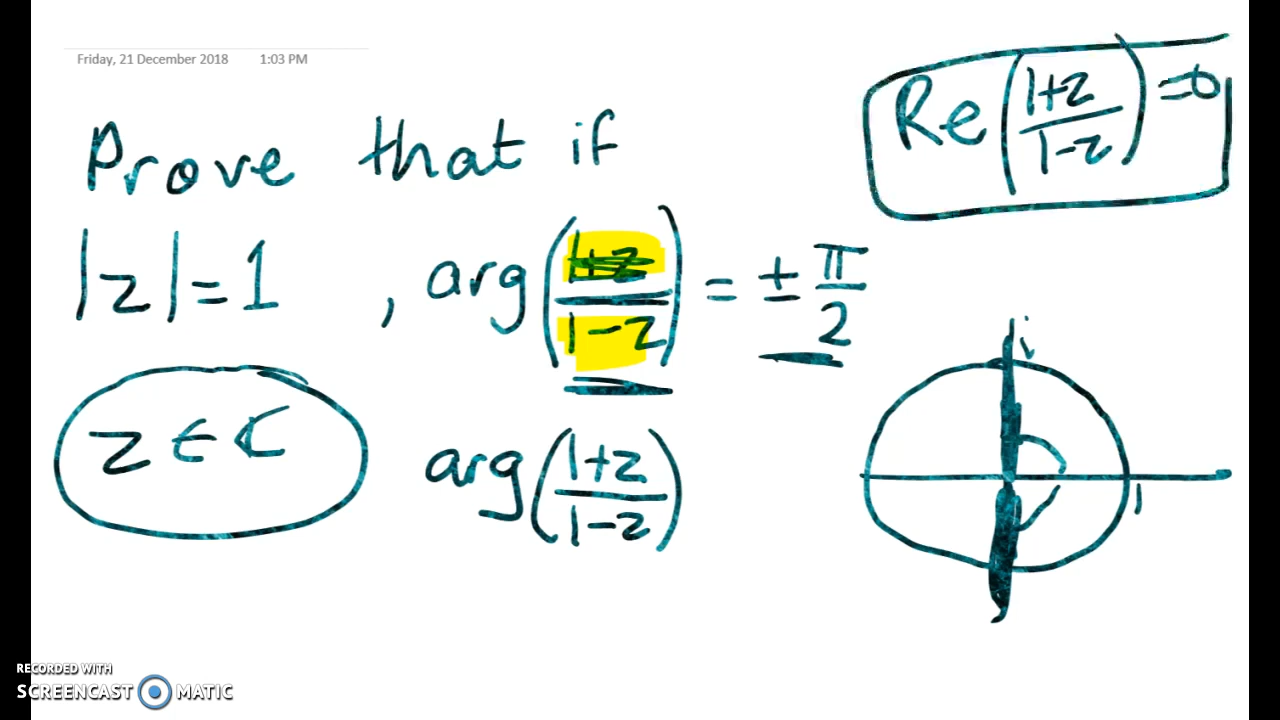 Friday, 21 December 2018 1:03 PM
Re((1+z)/(1-z)) = 0
Prove that if
|z| = 1 , arg((1+z)/(1-z)) = ± π/2
z ∈ ℂ
arg((1+z)/(1-z))
i
1
RECORDED WITH
SCREENCAST MATIC